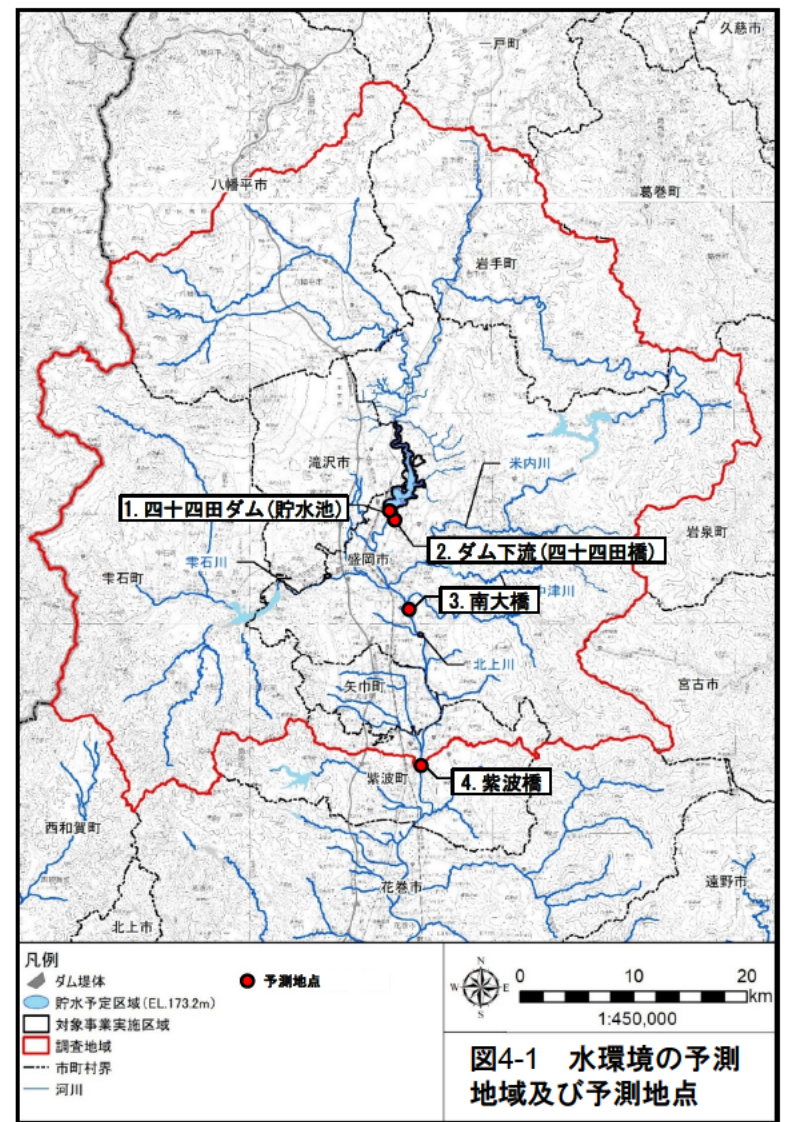 久慈市
一戸町
八幡平市
葛巻町
岩手町
滝沢市
米内川
1. 四十四田ダム(貯水池)
岩泉町
2. ダム下流(四十四田橋)
盛岡市
雫石川
雫石町
中津川
3. 南大橋
北上川
矢巾町
宮古市
紫波町
4. 紫波橋
西和賀町
花巻市
遠野市
北上市
凡例
ダム堤体
予測地点
貯水予定区域(EL.173.2m)
対象事業実施区域
調査地域
市町村界
河川
N
W E
S
0 10 20
km
1:450,000
図4-1 水環境の予測
地域及び予測地点